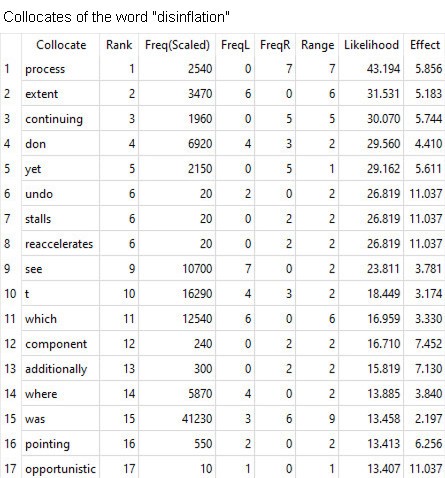 Collocates of the word "disinflation"
Collocate Rank Freq(Scaled) FreqL FreqR Range Likelihood Effect
1 process 1 2540 0 7 7 43.194 5.856
2 extent 2 3470 6 0 6 31.531 5.183
3 continuing 3 1960 0 5 5 30.070 5.744
4 don 4 6920 4 3 2 29.560 4.410
5 yet 5 2150 0 5 1 29.162 5.611
6 undo 6 20 2 0 2 26.819 11.037
7 stalls 6 20 0 2 2 26.819 11.037
8 reaccelerates 6 20 0 2 2 26.819 11.037
9 see 9 10700 7 0 2 23.811 3.781
10 t 10 16290 4 3 2 18.449 3.174
11 which 11 12540 6 0 6 16.959 3.330
12 component 12 240 0 2 2 16.710 7.452
13 additionally 13 300 0 2 2 15.819 7.130
14 where 14 5870 4 0 2 13.885 3.840
15 was 15 41230 3 6 9 13.458 2.197
16 pointing 16 550 2 0 2 13.413 6.256
17 opportunistic 17 10 1 0 1 13.407 11.037